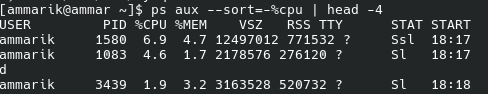 [ammarik@ammar ~]$ ps aux --sort=-%cpu | head -4
USER PID %CPU %MEM VSZ RSS TTY STAT START
ammarik 1580 6.9 4.7 12497012 771532 ? Ssl 18:17
ammarik 1083 4.6 1.7 2178576 276120 ? Sl 18:17
d
ammarik 3439 1.9 3.2 3163528 520732 ? Sl 18:18